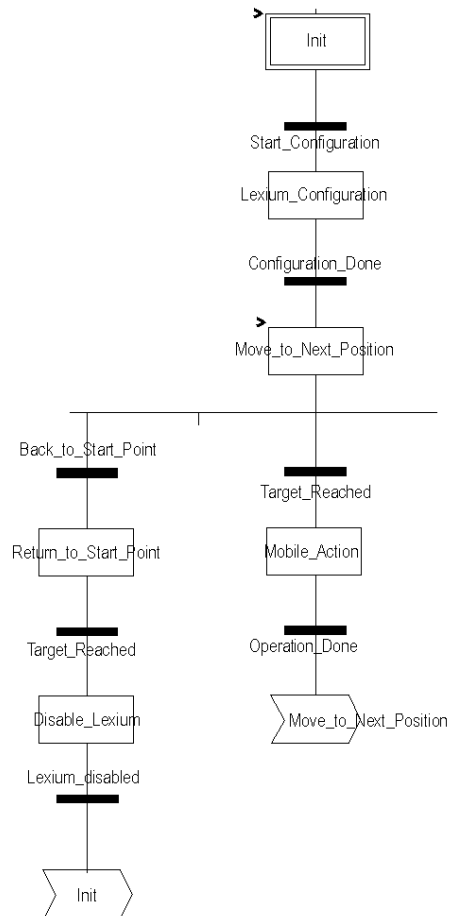 Init
Start_Configuration
Lexium_Configuration
Configuration_Done
Move_to_Next_Position
Back_to_Start_Point
Target_Reached
Return_to_Start_Point
Mobile_Action
Target_Reached
Operation_Done
Disable_Lexium
Move_to_Next_Position
Lexium_disabled
Init